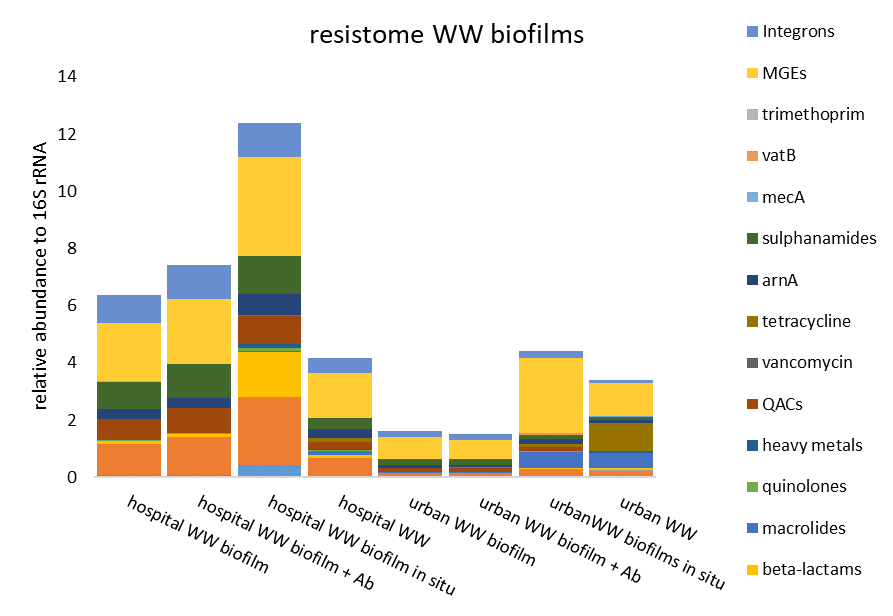 resistome WW biofilms
relative abundance to 16S rRNA
14
12
10
8
6
4
2
0
hospital WW biofilm
hospital WW biofilm + Ab
hospital WW biofilm in situ
hospital WW
urban WW biofilm
urban WW biofilm + Ab
urbanWW biofilms in situ
urban WW
Integrons
MGEs
trimethoprim
vatB
mecA
sulphanamides
arnA
tetracycline
vancomycin
QACs
heavy metals
quinolones
macrolides
beta-lactams